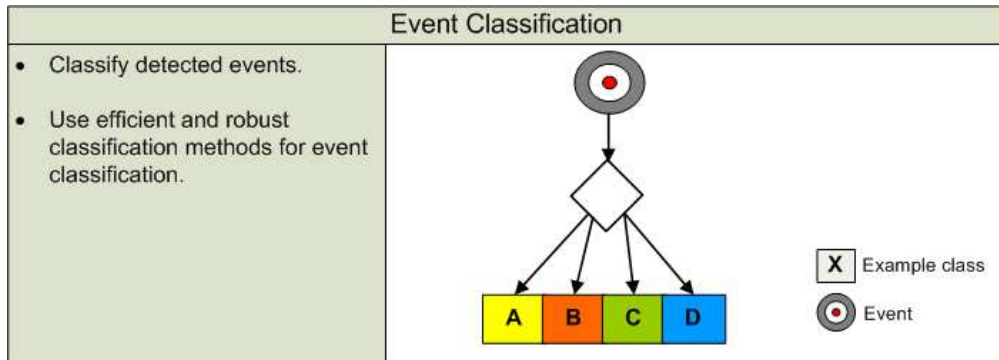 Event Classification
• Classify detected events.
• Use efficient and robust
classification methods for event
classification.
A B C D
X Example class
Event